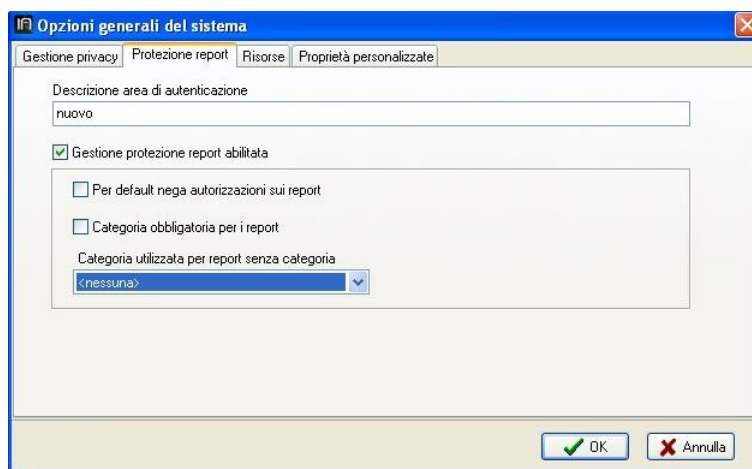 Opzioni generali del sistema
Gestione privacy Protezione report Risorse Proprietà personalizzate
Descrizione area di autenticazione
nuovo
Gestione protezione report abilitata
Per default nega autorizzazioni sui report
Categoria obbligatoria per i report
Categoria utilizzata per report senza categoria
<nessuna>
OK Annulla